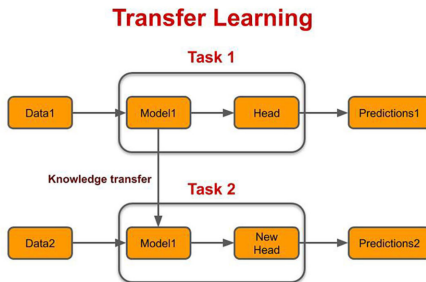 Transfer Learning
Task 1
Data1
Model1
Head
Predictions1
Knowledge transfer
Task 2
Data2
Model1
New
Head
Predictions2